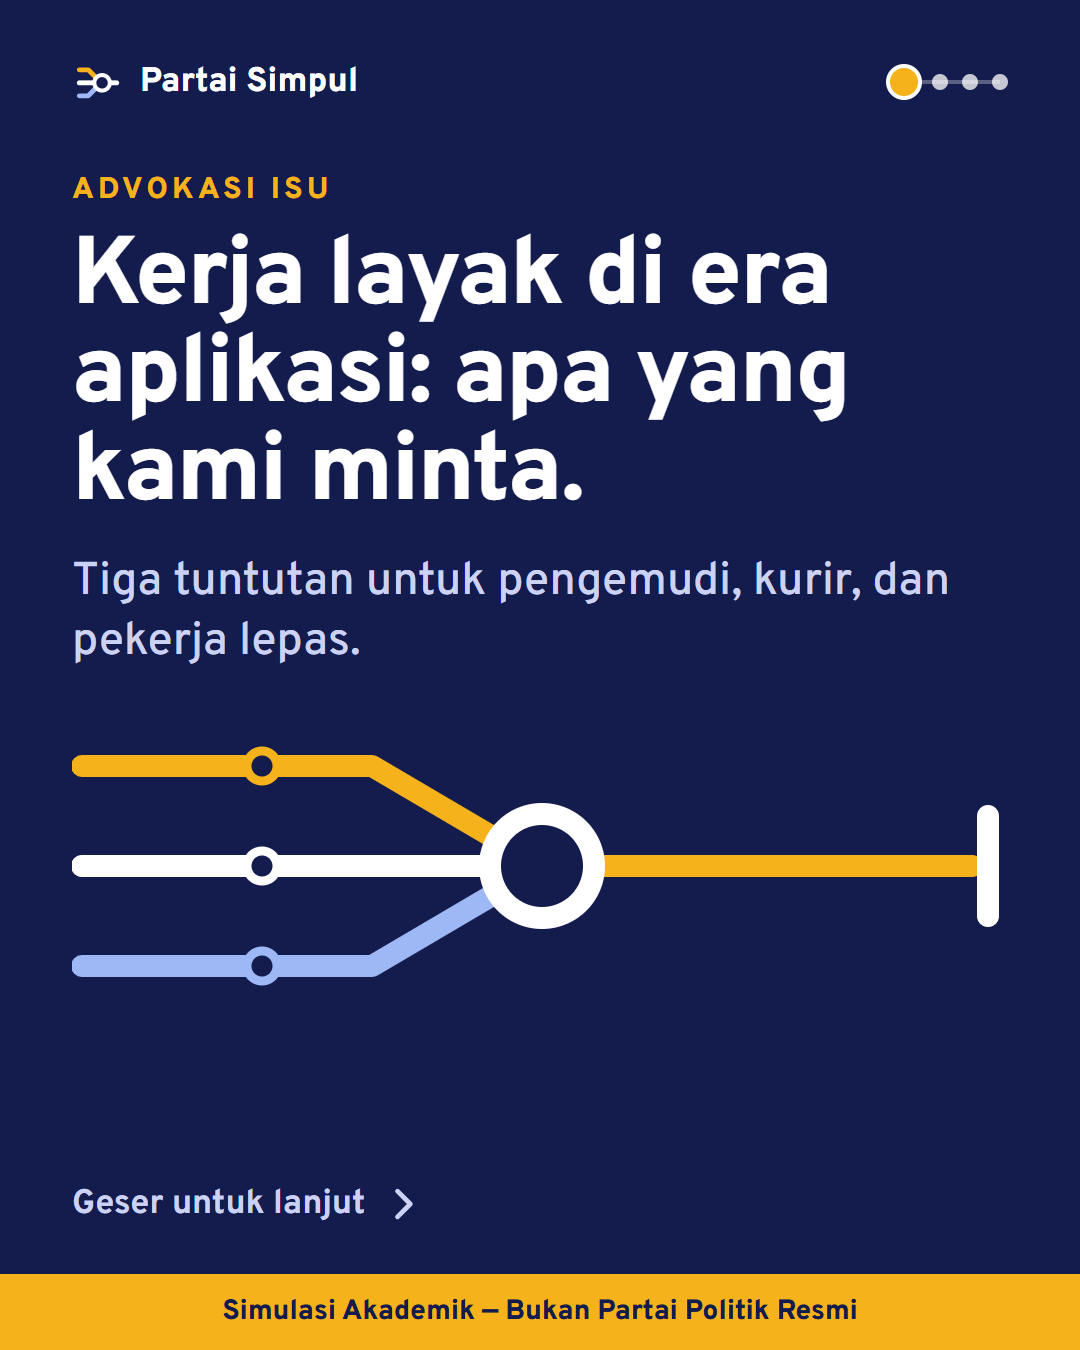 Partai Simpul
ADVOKASI ISU
Kerja layak di era
aplikasi: apa yang
kami minta.
Tiga tuntutan untuk pengemudi, kurir, dan
pekerja lepas.
Geser untuk lanjut
Simulasi Akademik — Bukan Partai Politik Resmi